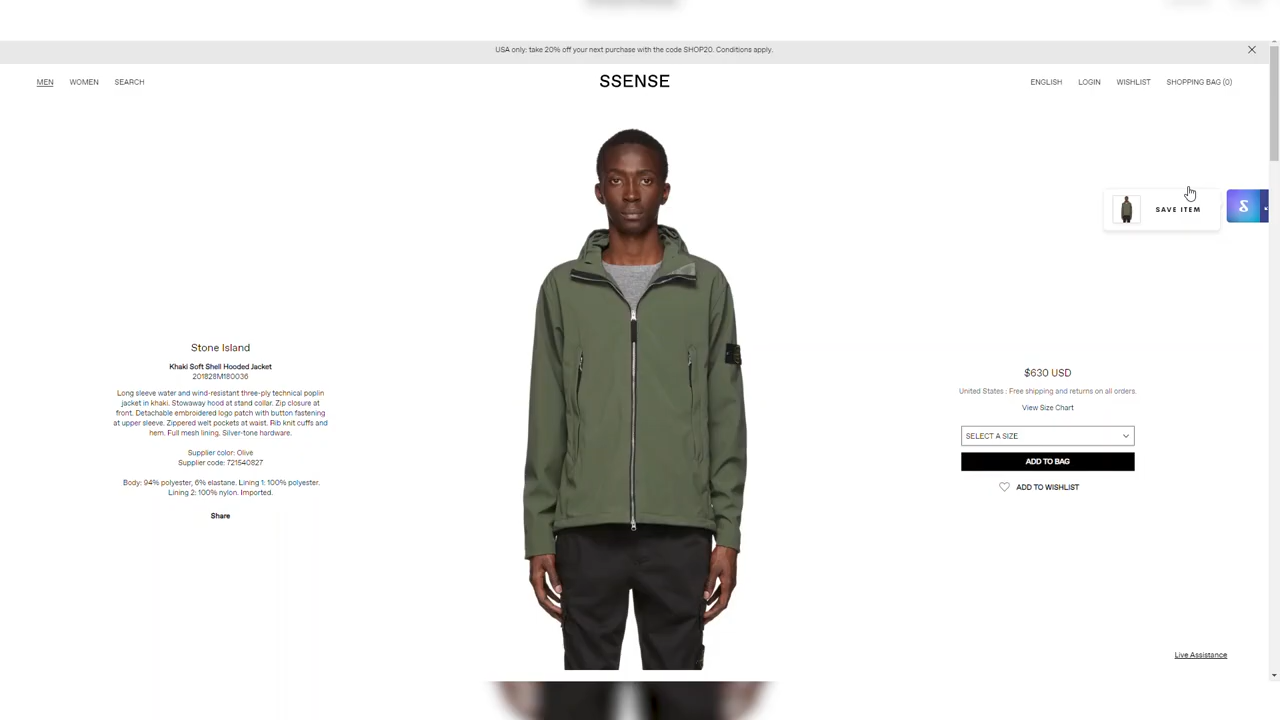 USA only: take 20% off your next purchase with the code SHOP20. Conditions apply.
MEN WOMEN SEARCH
SSENSE
ENGLISH LOGIN WISHLIST SHOPPING BAG (0)
SAVE ITEM
Stone Island
Khaki Soft Shell Hooded Jacket
201828M180036
Long sleeve water and wind-resistant three-ply technical poplin
jacket in khaki. Stowaway hood at stand collar. Zip closure at
front. Detachable embroidered logo patch with button fastening
at upper sleeve. Zippered welt pockets at waist. Rib knit cuffs and
hem. Full mesh lining. Silver-tone hardware.
Supplier color: Olive
Supplier code: 721540827
Body: 94% polyester, 6% elastane. Lining 1: 100% polyester.
Lining 2: 100% nylon. Imported.
Share
$630 USD
United States : Free shipping and returns on all orders.
View Size Chart
SELECT A SIZE
ADD TO BAG
ADD TO WISHLIST
Live Assistance